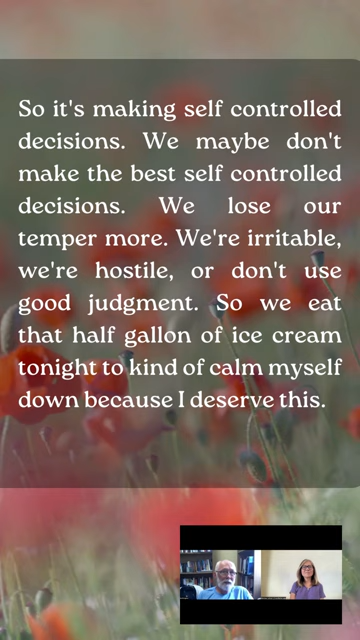 So it's making self controlled
decisions. We maybe don't
make the best self controlled
decisions. We lose our
temper more. We're irritable,
we're hostile, or don't use
good judgment. So we eat
that half gallon of ice cream
tonight to kind of calm myself
down because I deserve this.